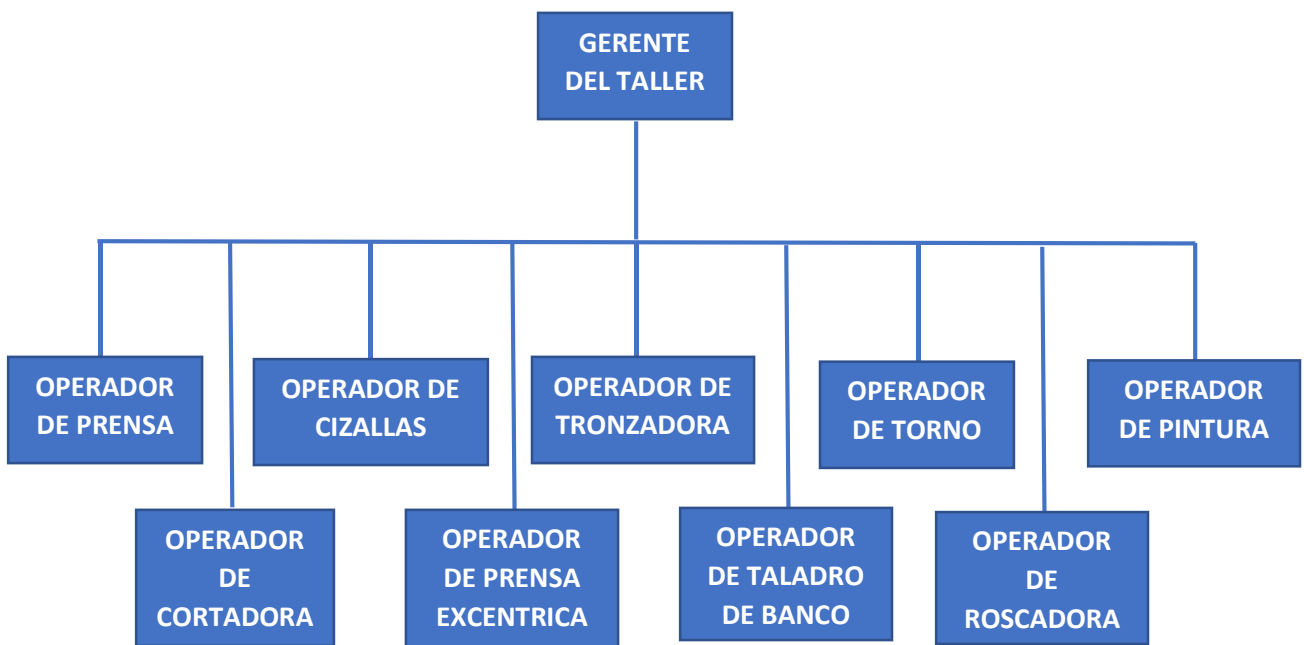 GERENTE
DEL TALLER
OPERADOR
DE PRENSA
OPERADOR DE
CIZALLAS
OPERADOR DE
TRONZADORA
OPERADOR
DE TORNO
OPERADOR
DE PINTURA
OPERADOR
DE
CORTADORA
OPERADOR
DE PRENSA
EXCENTRICA
OPERADOR
DE TALADRO
DE BANCO
OPERADOR
DE
ROSCADORA